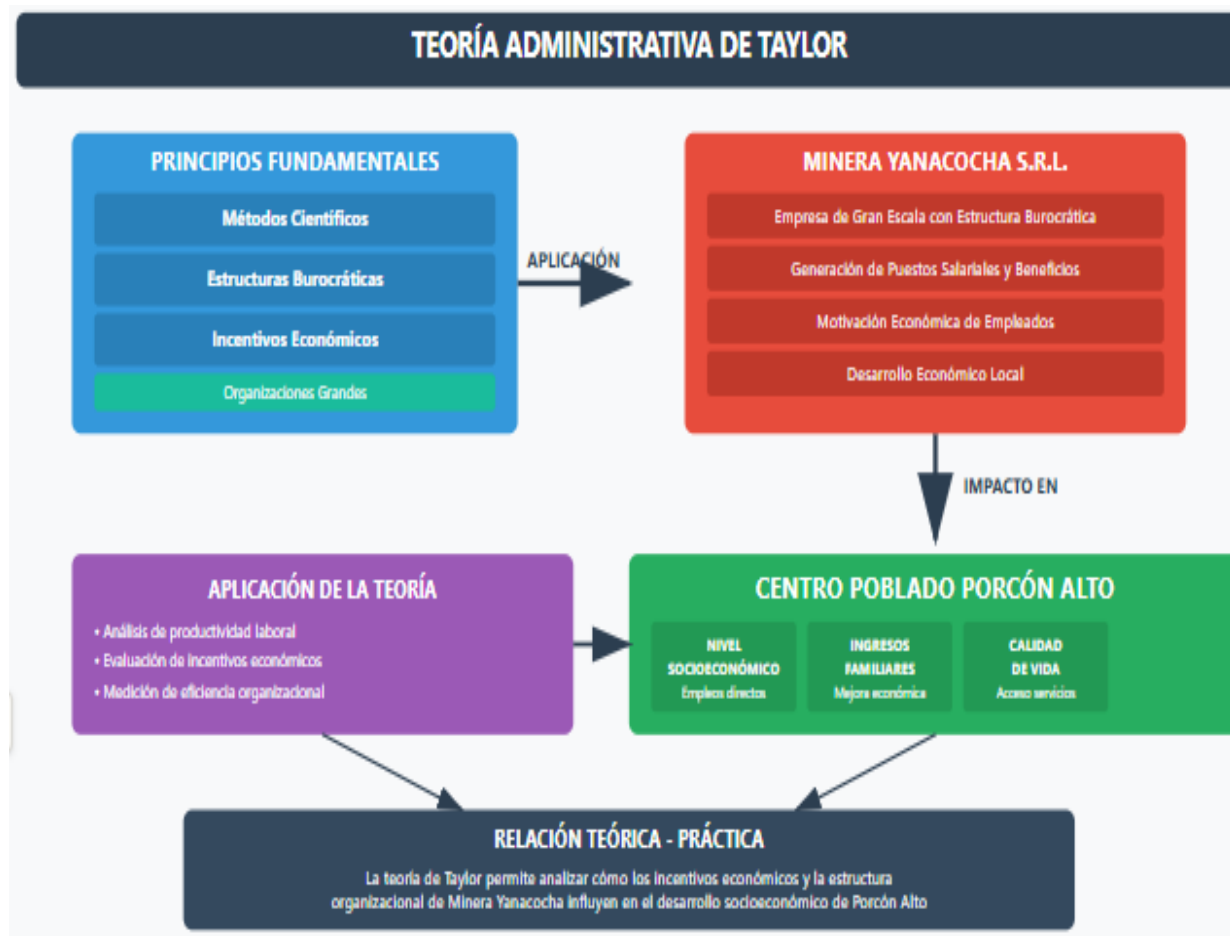 TEORÍA ADMINISTRATIVA DE TAYLOR
PRINCIPIOS FUNDAMENTALES
Métodos Científicos
Estructuras Burocráticas
Incentivos Económicos
Organizaciones Grandes
APLICACIÓN
MINERA YANACOCHA S.R.L.
Empresa de Gran Escala con Estructura Burocrática
Generación de Puestos Salariales y Beneficios
Motivación Económica de Empleados
Desarrollo Económico Local
IMPACTO EN
APLICACIÓN DE LA TEORÍA
• Análisis de productividad laboral
• Evaluación de incentivos económicos
• Medición de eficiencia organizacional
CENTRO POBLADO PORCÓN ALTO
NIVEL
SOCIOECONÓMICO
Empleos directos
INGRESOS
FAMILIARES
Mejora económica
CALIDAD
DE VIDA
Acceso servicios
RELACIÓN TEÓRICA - PRÁCTICA
La teoría de Taylor permite analizar cómo los incentivos económicos y la estructura
organizacional de Minera Yanacocha influyen en el desarrollo socioeconómico de Porcón Alto